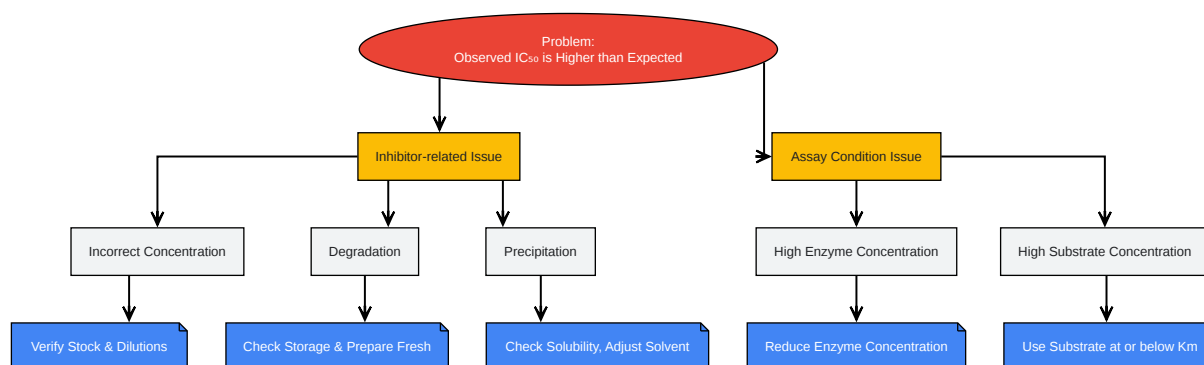 Problem:
Observed IC₅₀ is Higher than Expected
Inhibitor-related Issue
Assay Condition Issue
Incorrect Concentration
Degradation
Precipitation
High Enzyme Concentration
High Substrate Concentration
Verify Stock & Dilutions
Check Storage & Prepare Fresh
Check Solubility, Adjust Solvent
Reduce Enzyme Concentration
Use Substrate at or below Km